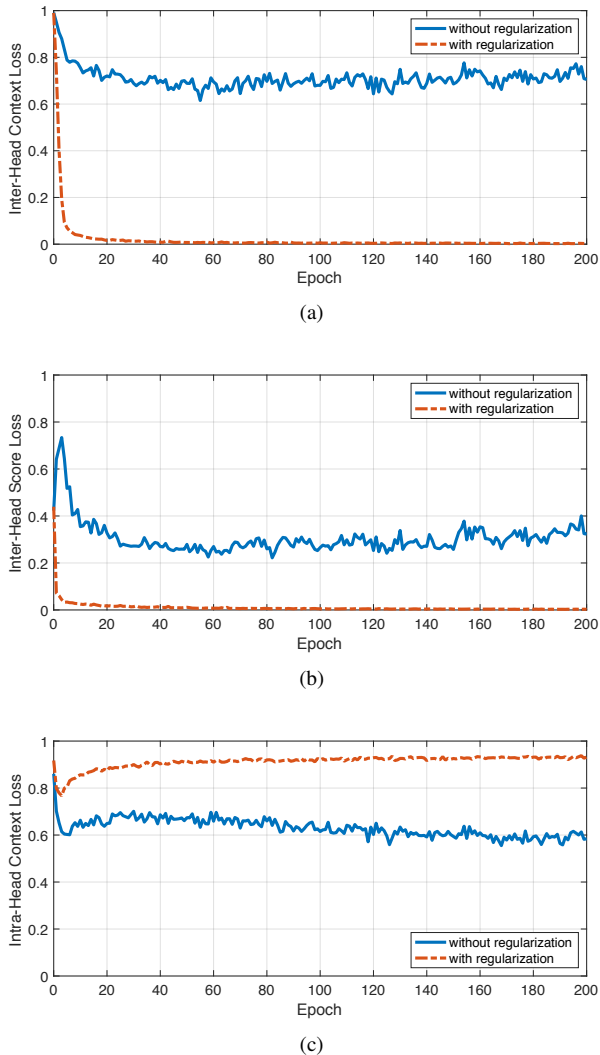 1
0.8
0.6
0.4
0.2
0
Inter-Head Context Loss
without regularization
with regularization
0 20 40 60 80 100 120 140 160 180 200
Epoch
(a)
1
0.8
0.6
0.4
0.2
0
Inter-Head Score Loss
without regularization
with regularization
0 20 40 60 80 100 120 140 160 180 200
Epoch
(b)
1
0.8
0.6
0.4
0.2
0
Intra-Head Context Loss
without regularization
with regularization
0 20 40 60 80 100 120 140 160 180 200
Epoch
(c)